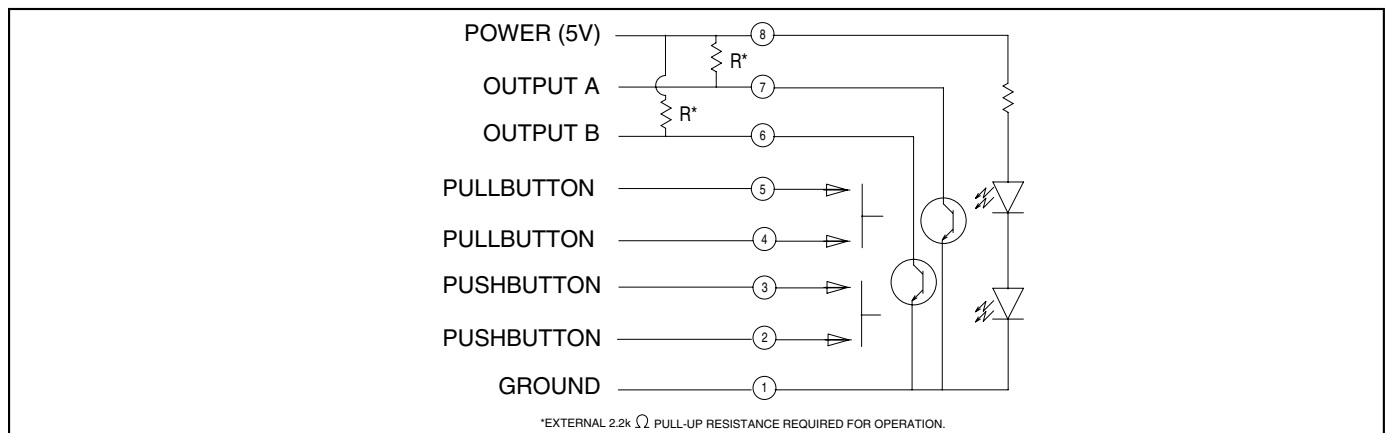 POWER (5V) 8
R*
OUTPUT A 7
R*
OUTPUT B 6
PULLBUTTON 5
PULLBUTTON 4
PUSHBUTTON 3
PUSHBUTTON 2
GROUND 1
*EXTERNAL 2.2k Ω PULL-UP RESISTANCE REQUIRED FOR OPERATION.